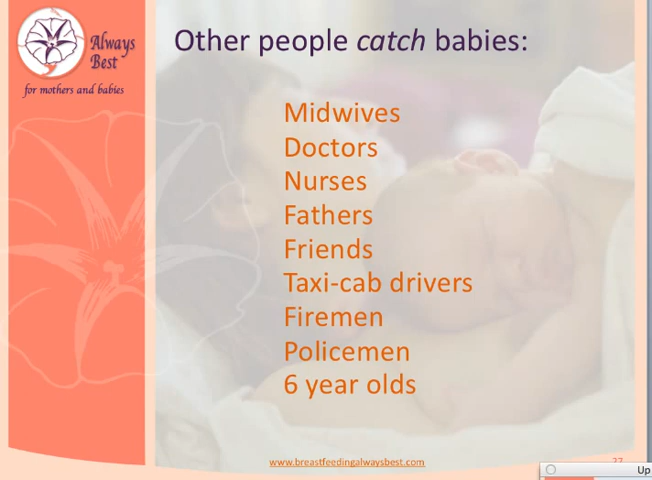 Always
Best
for mothers and babies
Other people catch babies:
Midwives
Doctors
Nurses
Fathers
Friends
Taxi-cab drivers
Firemen
Policemen
6 year olds
www.breastfeedingalwaysbest.com
27
Up